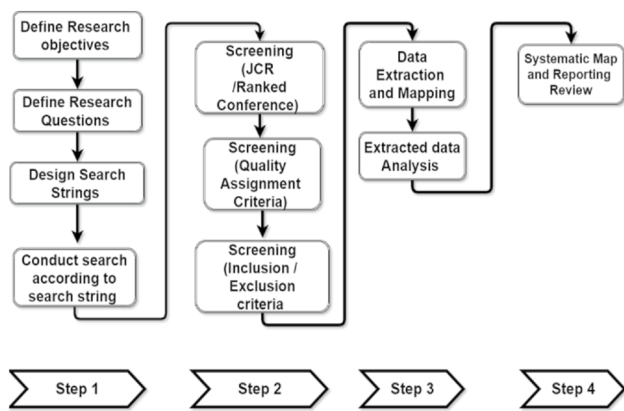 Define Research
objectives
Define Research
Questions
Design Search
Strings
Conduct search
according to
search string
Screening
(JCR
/Ranked
Conference)
Screening
(Quality
Assignment
Criteria)
Screening
(Inclusion /
Exclusion
criteria
Data
Extraction
and Mapping
Extracted data
Analysis
Systematic Map
and Reporting
Review
Step 1
Step 2
Step 3
Step 4